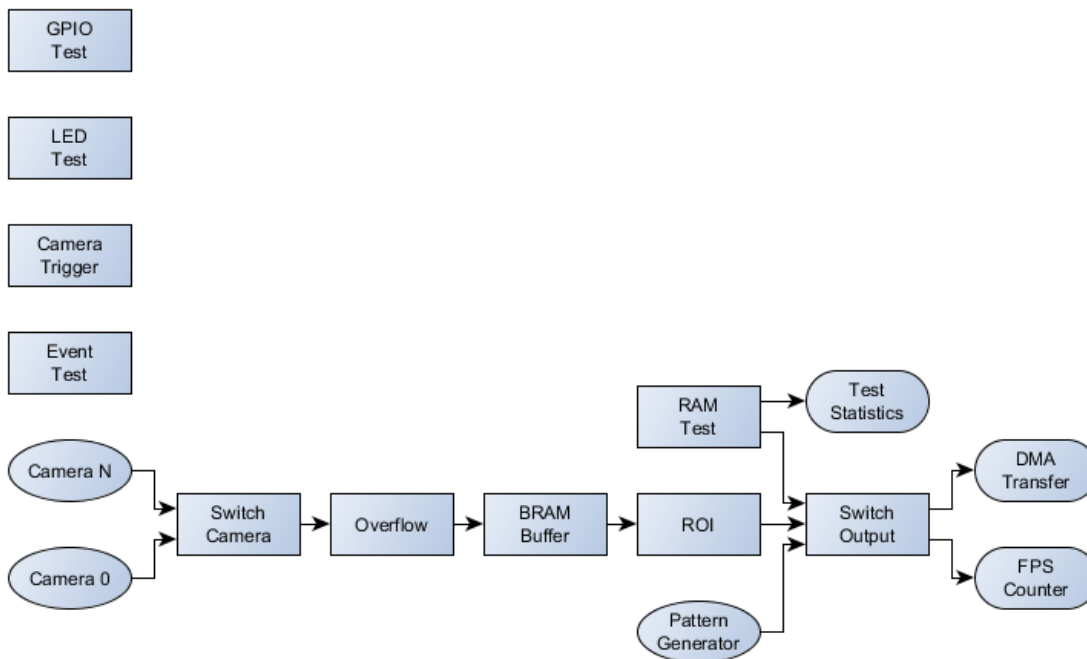 GPIO
Test
LED
Test
Camera
Trigger
Event
Test
RAM
Test
Test
Statistics
Camera N
DMA
Transfer
Switch
Camera
Overflow
BRAM
Buffer
ROI
Switch
Output
Camera 0
FPS
Counter
Pattern
Generator